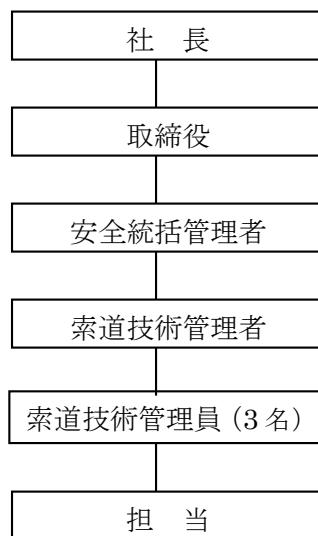 社　長
取締役
安全統括管理者
索道技術管理者
索道技術管理員（3 名）
担　当